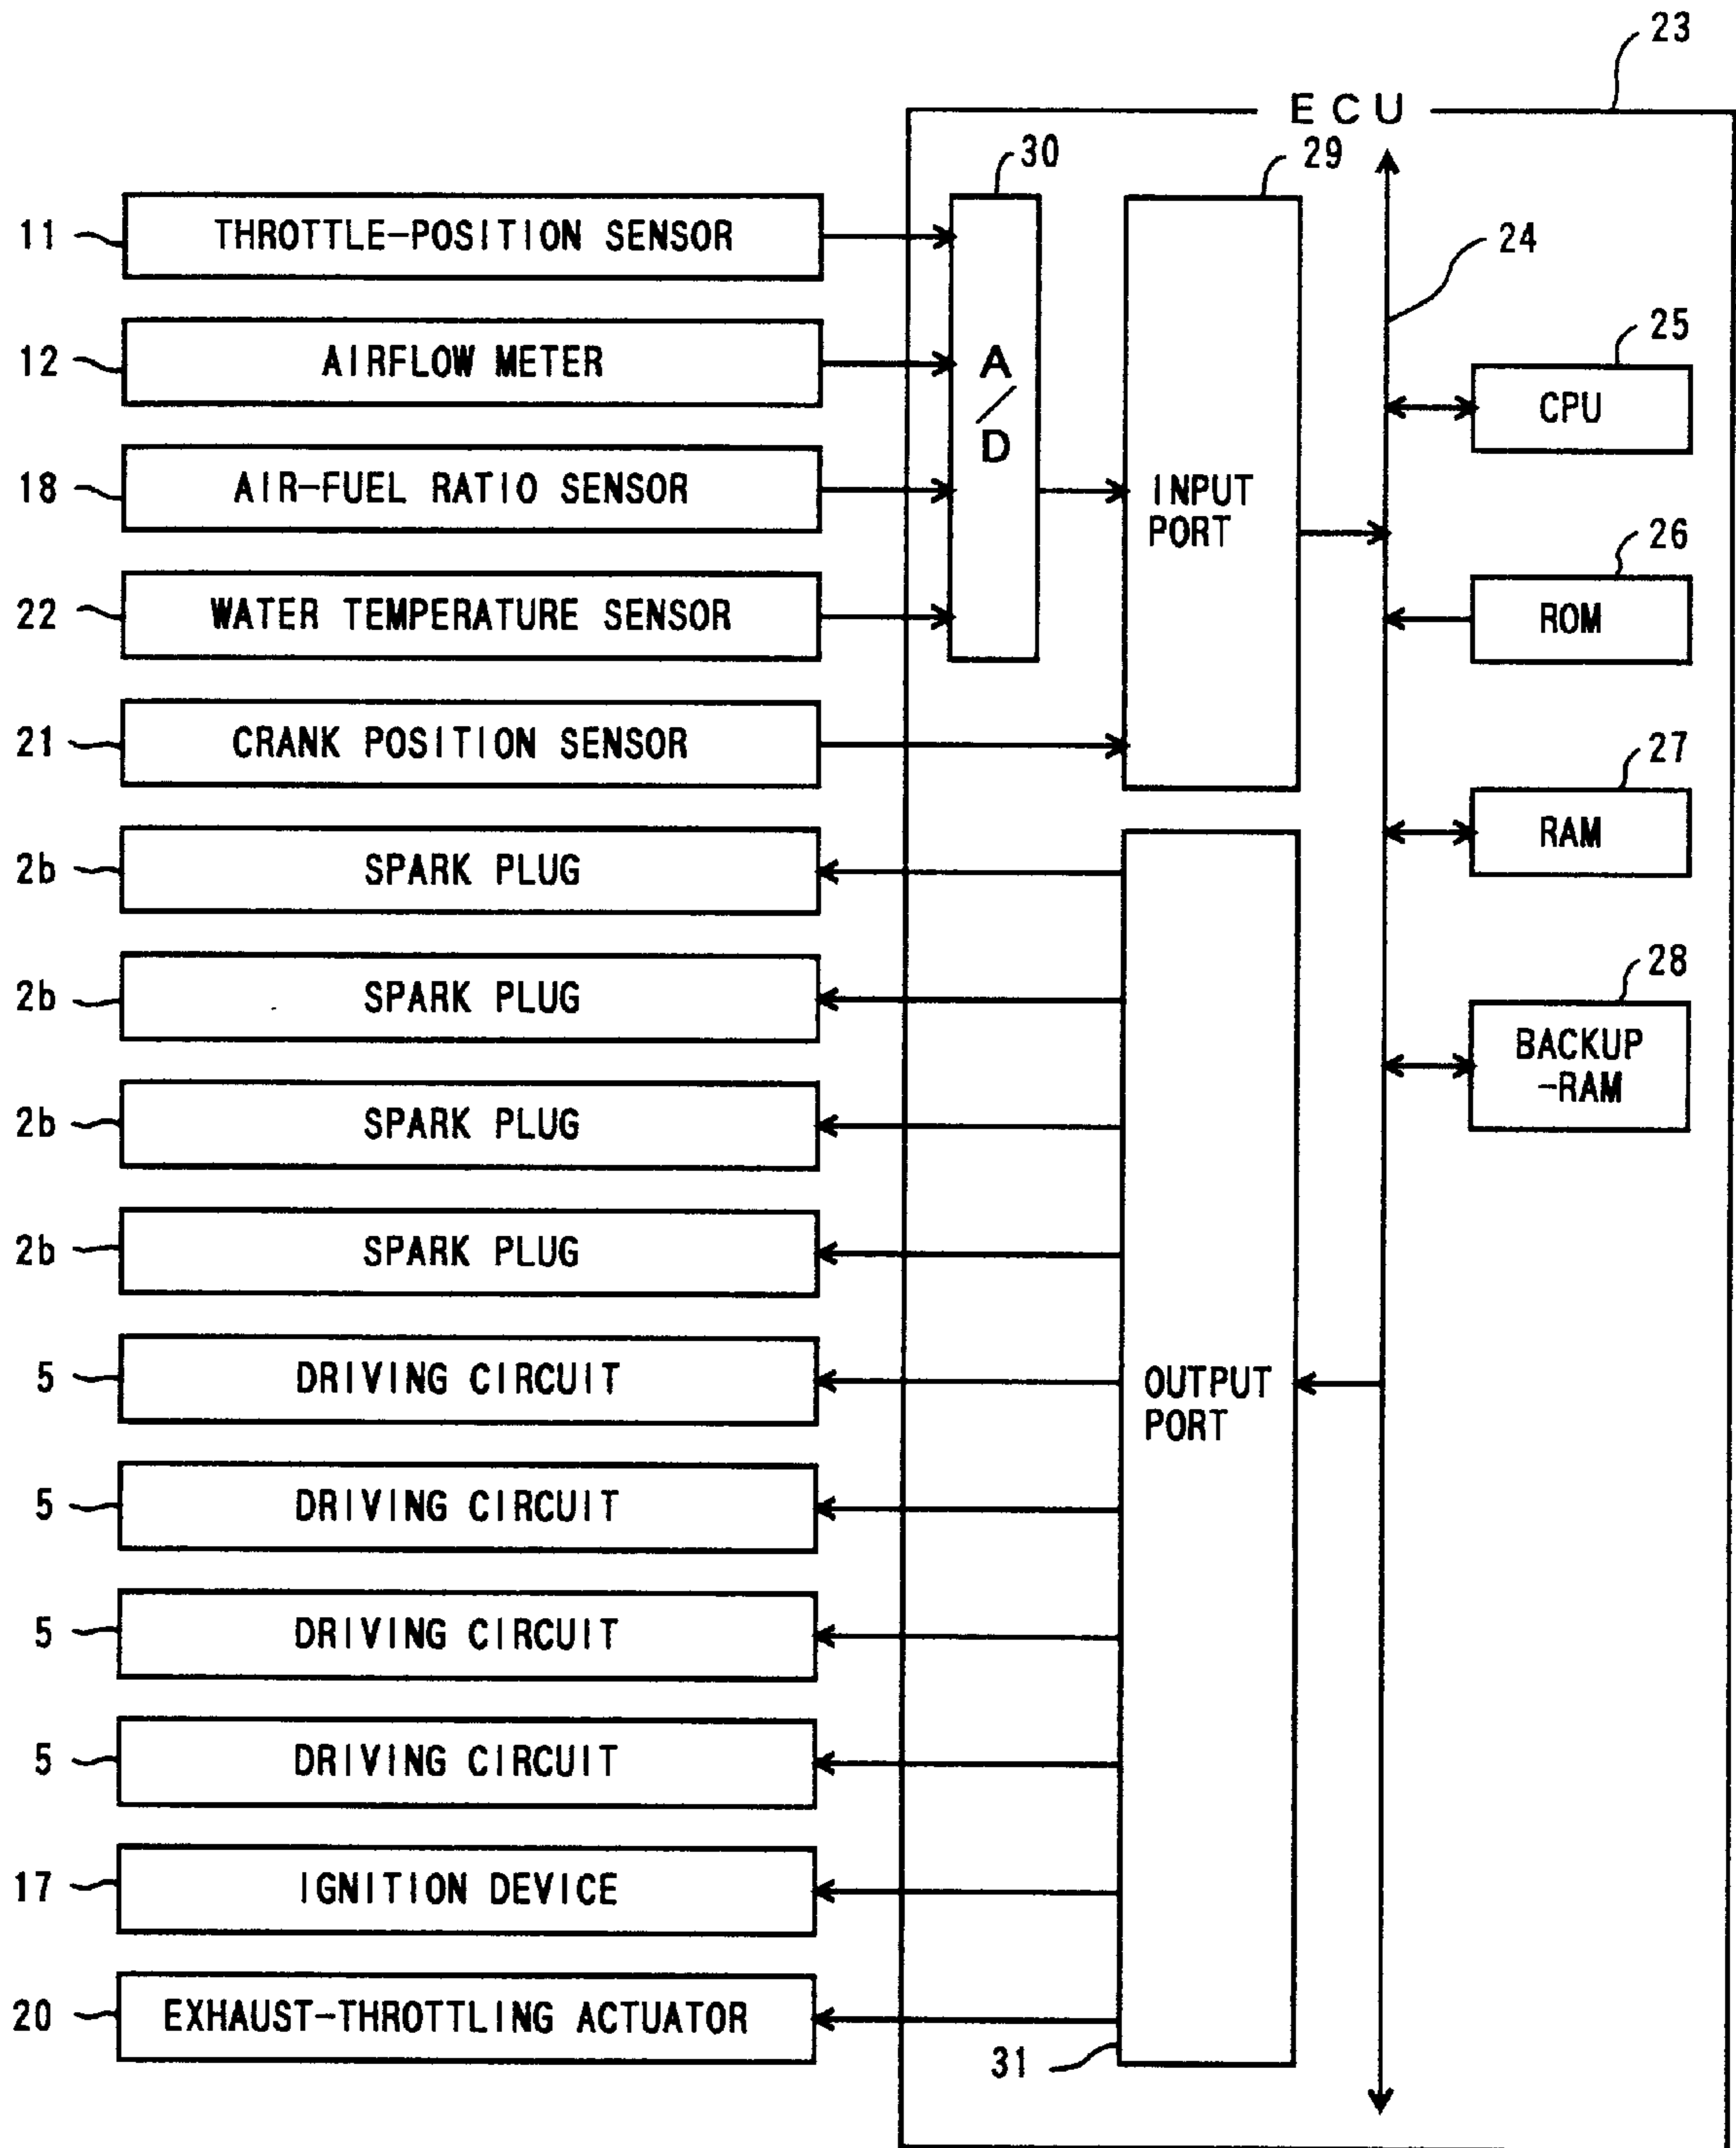 23
ECU
30
29
11 THROTTLE-POSITION SENSOR
24
12 AIRFLOW METER
A/D
25
CPU
18 AIR-FUEL RATIO SENSOR
INPUT
PORT
26
ROM
22 WATER TEMPERATURE SENSOR
21 CRANK POSITION SENSOR
27
RAM
2b SPARK PLUG
2b SPARK PLUG
28
BACKUP
-RAM
2b SPARK PLUG
2b SPARK PLUG
5 DRIVING CIRCUIT
OUTPUT
PORT
5 DRIVING CIRCUIT
5 DRIVING CIRCUIT
5 DRIVING CIRCUIT
17 IGNITION DEVICE
20 EXHAUST-THROTTLING ACTUATOR
31